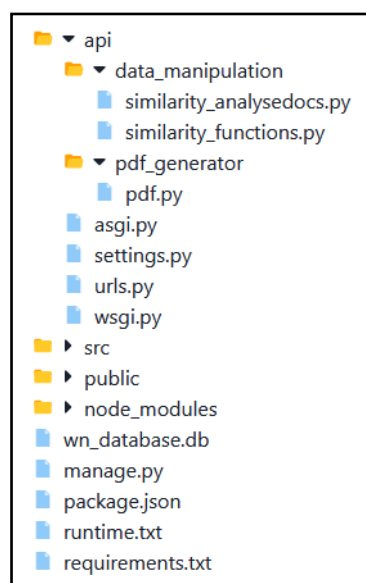 api
data_manipulation
similarity_analysedocs.py
similarity_functions.py
pdf_generator
pdf.py
asgi.py
settings.py
urls.py
wsgi.py
src
public
node_modules
wn_database.db
manage.py
package.json
runtime.txt
requirements.txt